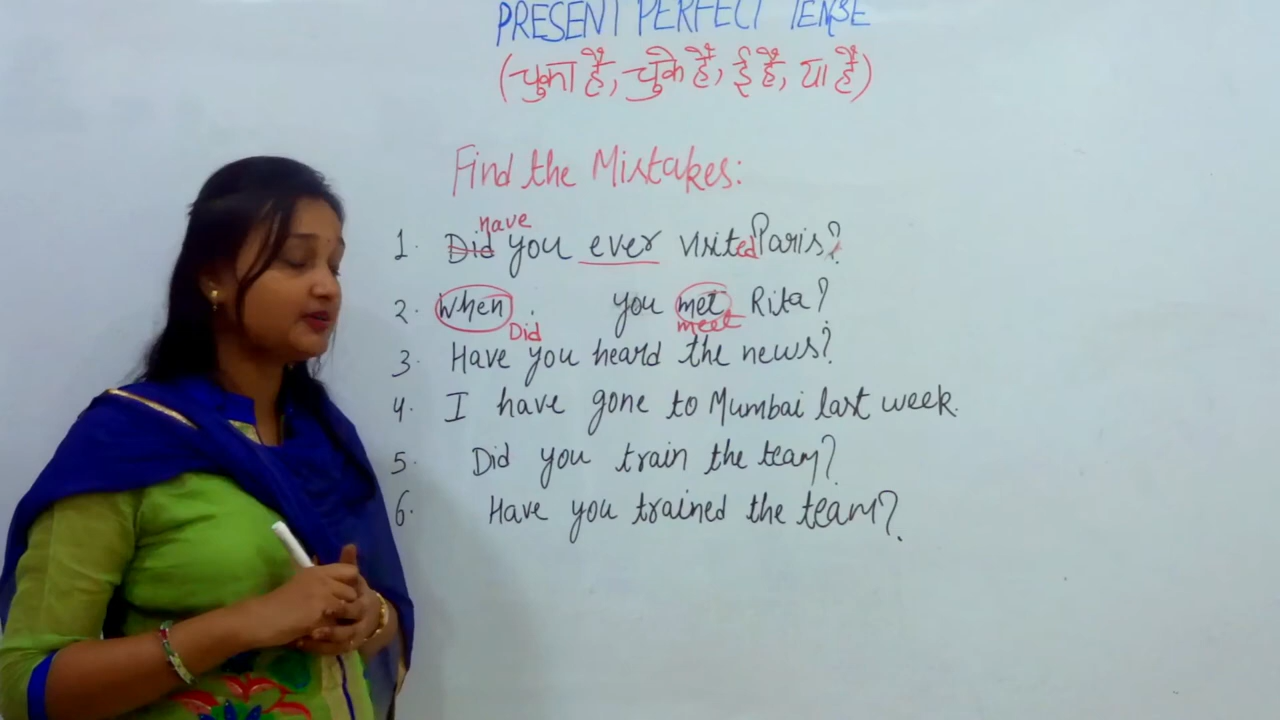 PRESENT PERFECT TENSE
(चुका है, चुके है, ई है, या है)
Find the Mistakes:
have
1. Did you ever visited Paris?
2. When you met Rita?
Did meet
3. Have you heard the news?
4. I have gone to Mumbai last week.
5. Did you train the team?
6. Have you trained the team?